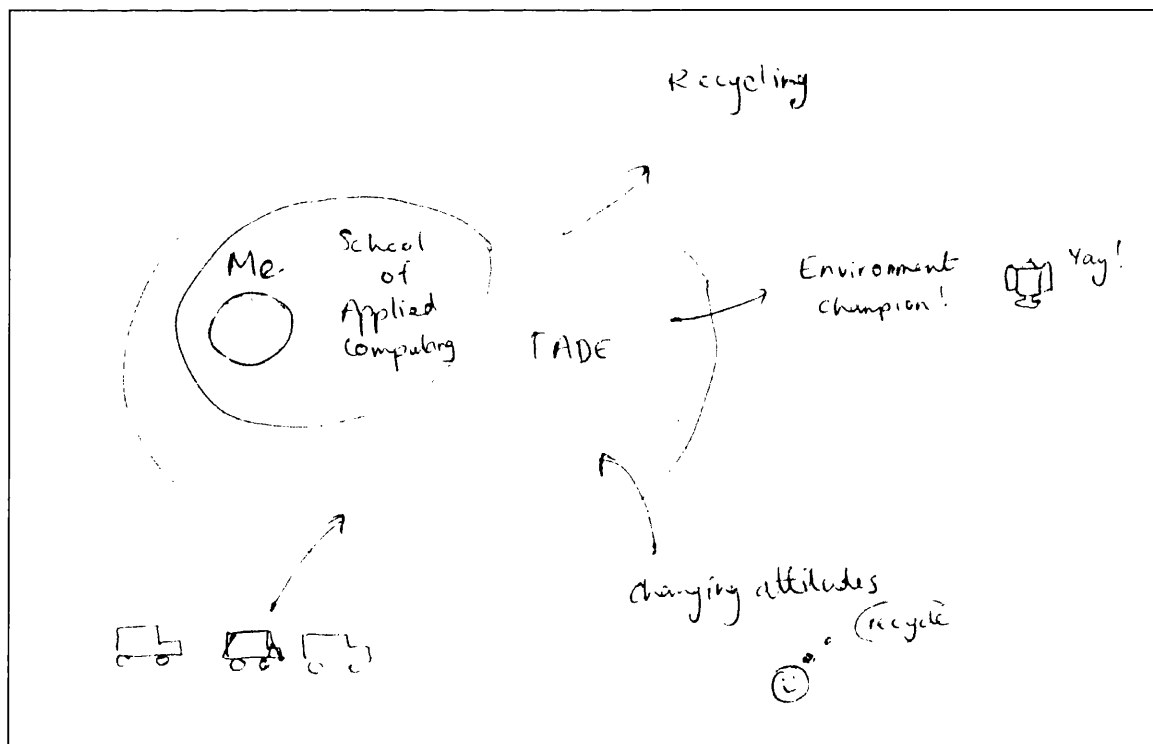 Recycling
Me.
School
of
Applied
Computing
Environment
Champion!
Yay!
TADE
Changing attitudes
recycle